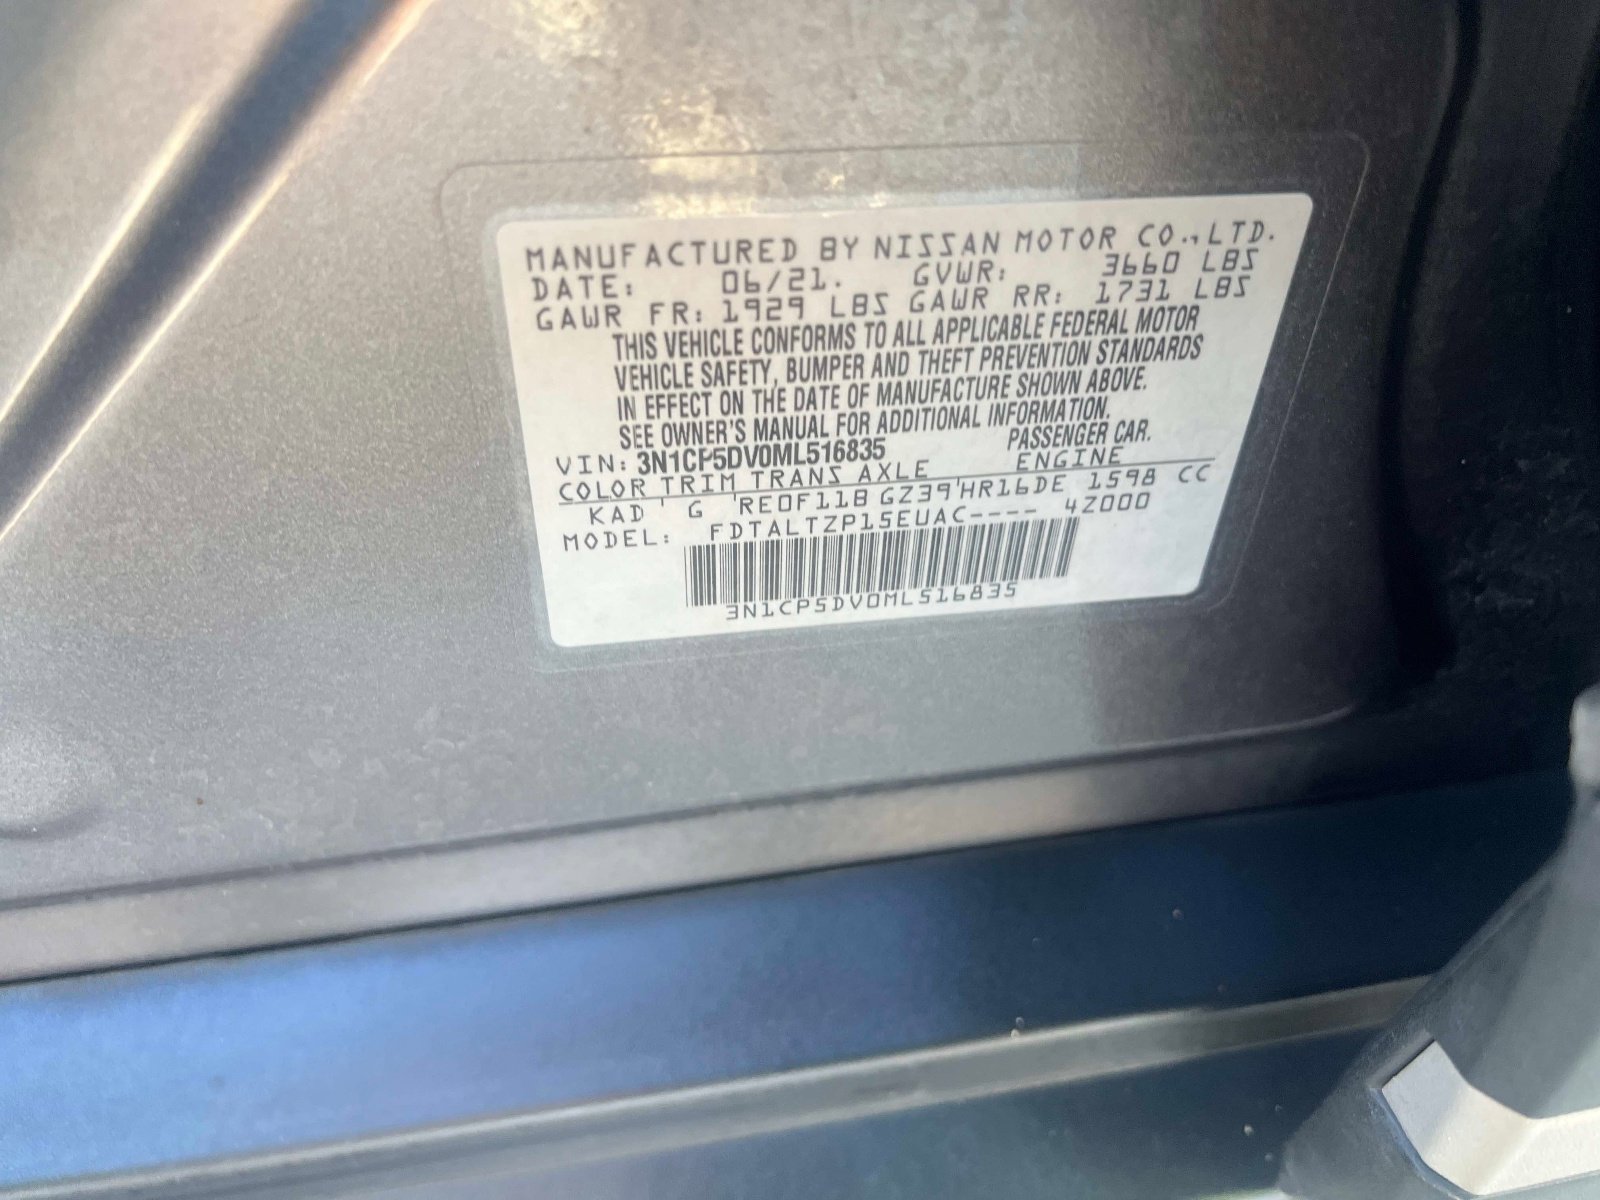 MANUFACTURED BY NISSAN MOTOR CO.,LTD.
DATE: 06/21. GVWR: 3660 LBS
GAWR FR: 1929 LBS GAWR RR: 1731 LBS
THIS VEHICLE CONFORMS TO ALL APPLICABLE FEDERAL MOTOR
VEHICLE SAFETY, BUMPER AND THEFT PREVENTION STANDARDS
IN EFFECT ON THE DATE OF MANUFACTURE SHOWN ABOVE.
SEE OWNER'S MANUAL FOR ADDITIONAL INFORMATION.
VIN: 3N1CP5DV0ML516835 PASSENGER CAR.
COLOR TRIM TRANS AXLE ENGINE
KAD ' G 'RE0F11B GZ39'HR16DE 1598 CC
MODEL: FDTALTZP15EUAC---- 4Z000
3N1CP5DV0ML516835